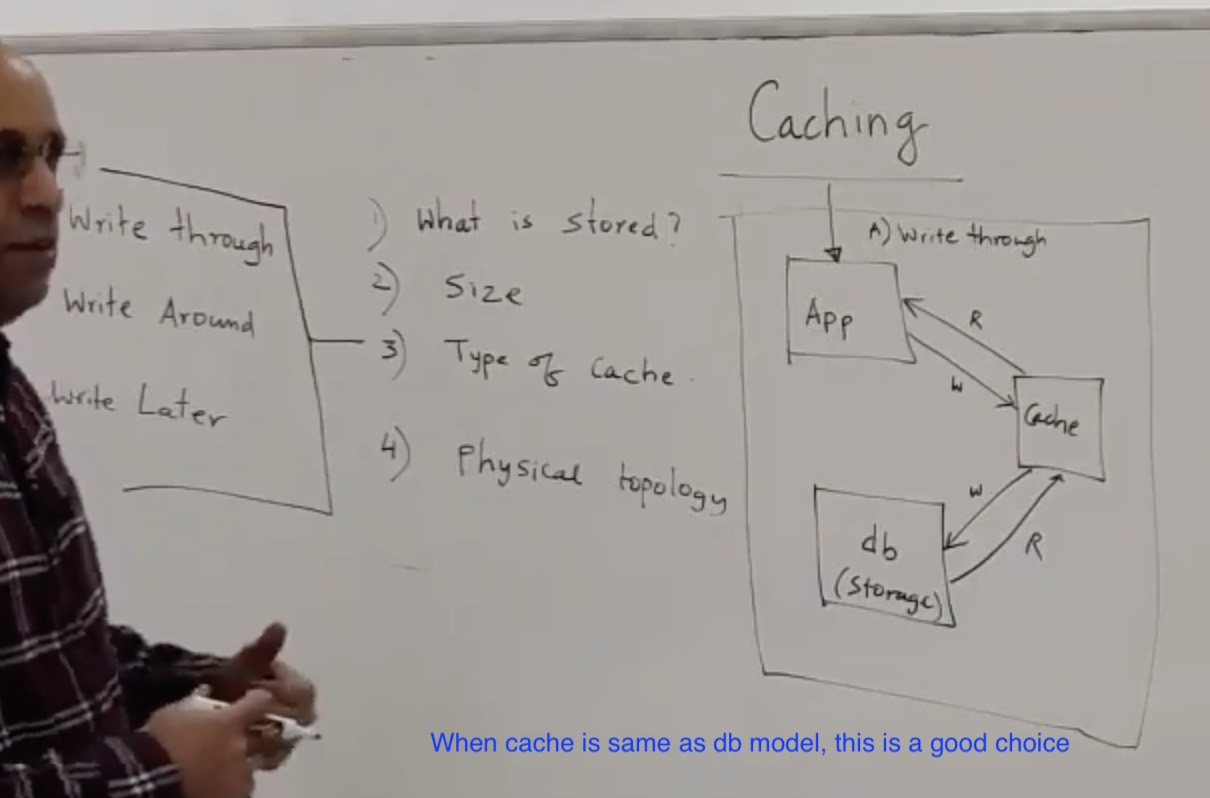 Caching
Write through
Write Around
Write Later
1) What is stored?
2) Size
3) Type of Cache.
4) Physical topology
A) Write through
App
R
W
Cache
W
R
db
(Storage)
When cache is same as db model, this is a good choice